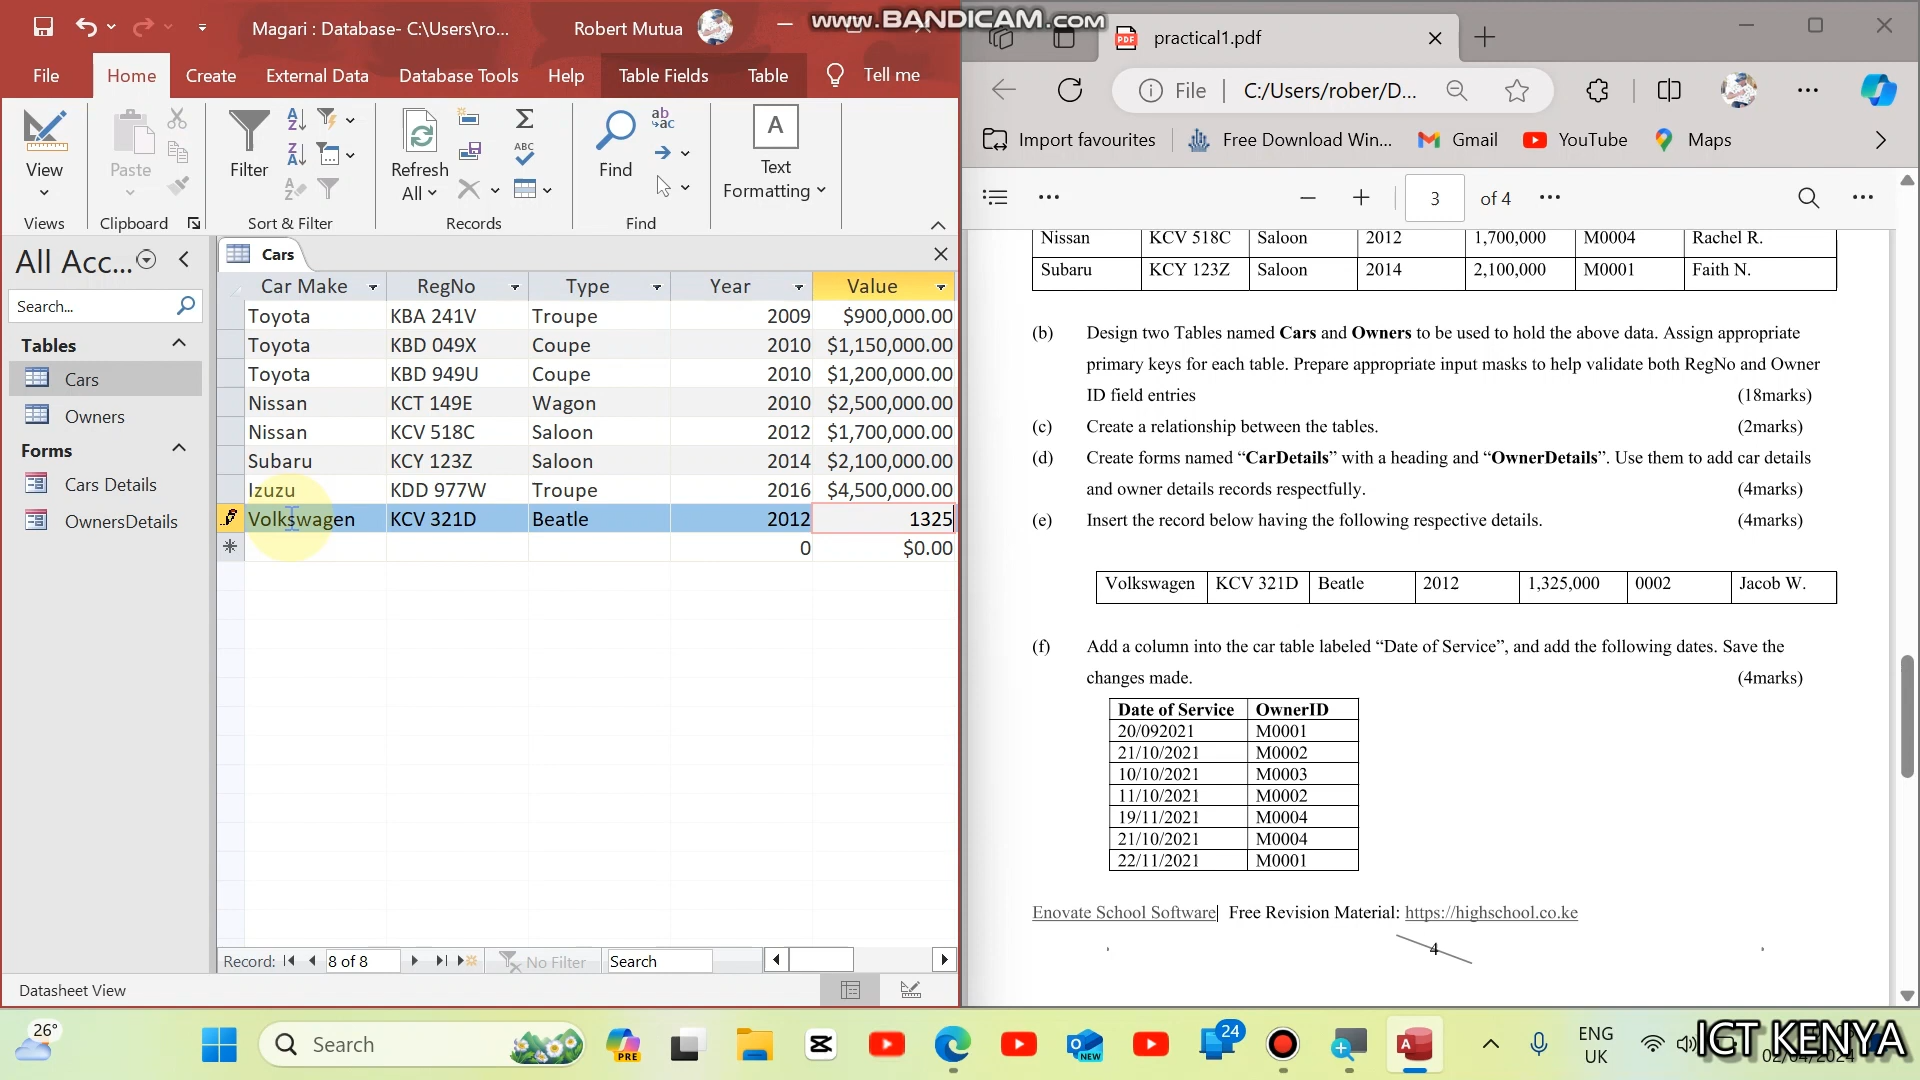 Magari : Database- C:\Users\ro...
Robert Mutua
www.BANDICAM.com
File
Home
Create
External Data
Database Tools
Help
Table Fields
Table
Tell me
View
Paste
Filter
Refresh
All
Find
Text
Formatting
Views
Clipboard
Sort & Filter
Records
Find
All Acc...
Search...
Tables
Cars
Owners
Forms
Cars Details
OwnersDetails
Cars
Car Make RegNo Type Year Value
Toyota KBA 241V Troupe 2009 $900,000.00
Toyota KBD 049X Coupe 2010 $1,150,000.00
Toyota KBD 949U Coupe 2010 $1,200,000.00
Nissan KCT 149E Wagon 2010 $2,500,000.00
Nissan KCV 518C Saloon 2012 $1,700,000.00
Subaru KCY 123Z Saloon 2014 $2,100,000.00
Izuzu KDD 977W Troupe 2016 $4,500,000.00
Volkswagen KCV 321D Beatle 2012 1325
0 $0.00
Record: 8 of 8 No Filter Search
Datasheet View
practical1.pdf
File C:/Users/rober/D...
Import favourites Free Download Win... Gmail YouTube Maps
3 of 4
Nissan KCV 518C Saloon 2012 1,700,000 M0004 Rachel R.
Subaru KCY 123Z Saloon 2014 2,100,000 M0001 Faith N.
(b) Design two Tables named Cars and Owners to be used to hold the above data. Assign appropriate
primary keys for each table. Prepare appropriate input masks to help validate both RegNo and Owner
ID field entries (18marks)
(c) Create a relationship between the tables. (2marks)
(d) Create forms named “CarDetails” with a heading and “OwnerDetails”. Use them to add car details
and owner details records respectfully. (4marks)
(e) Insert the record below having the following respective details. (4marks)
Volkswagen KCV 321D Beatle 2012 1,325,000 0002 Jacob W.
(f) Add a column into the car table labeled “Date of Service”, and add the following dates. Save the
changes made. (4marks)
Date of Service OwnerID
20/092021 M0001
21/10/2021 M0002
10/10/2021 M0003
11/10/2021 M0002
19/11/2021 M0004
21/10/2021 M0004
22/11/2021 M0001
Enovate School Software| Free Revision Material: https://highschool.co.ke
4
26°
Search
PRE
NEW
24
ENG
UK
ICT KENYA
02/04/2024